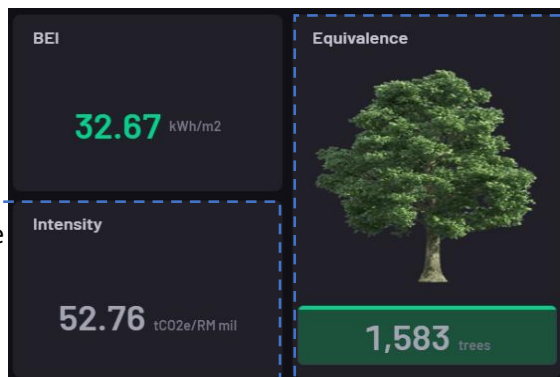 BEI
32.67 kWh/m2
Intensity
52.76 tCO2e/RM mil
Equivalence
1,583 trees